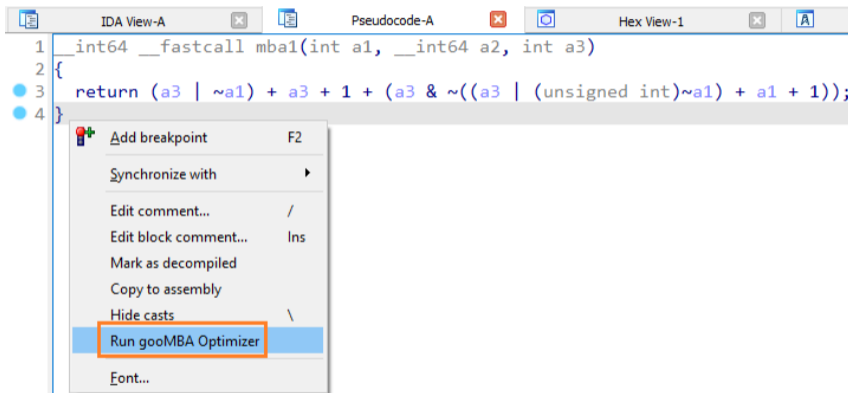 IDA View-A Pseudocode-A Hex View-1 A
1 __int64 __fastcall mba1(int a1, __int64 a2, int a3)
2 {
3 return (a3 | ~a1) + a3 + 1 + (a3 & ~((a3 | (unsigned int)~a1) + a1 + 1));
4 }
Add breakpoint F2
Synchronize with
Edit comment... /
Edit block comment... Ins
Mark as decompiled
Copy to assembly
Hide casts \
Run gooMBA Optimizer
Font...